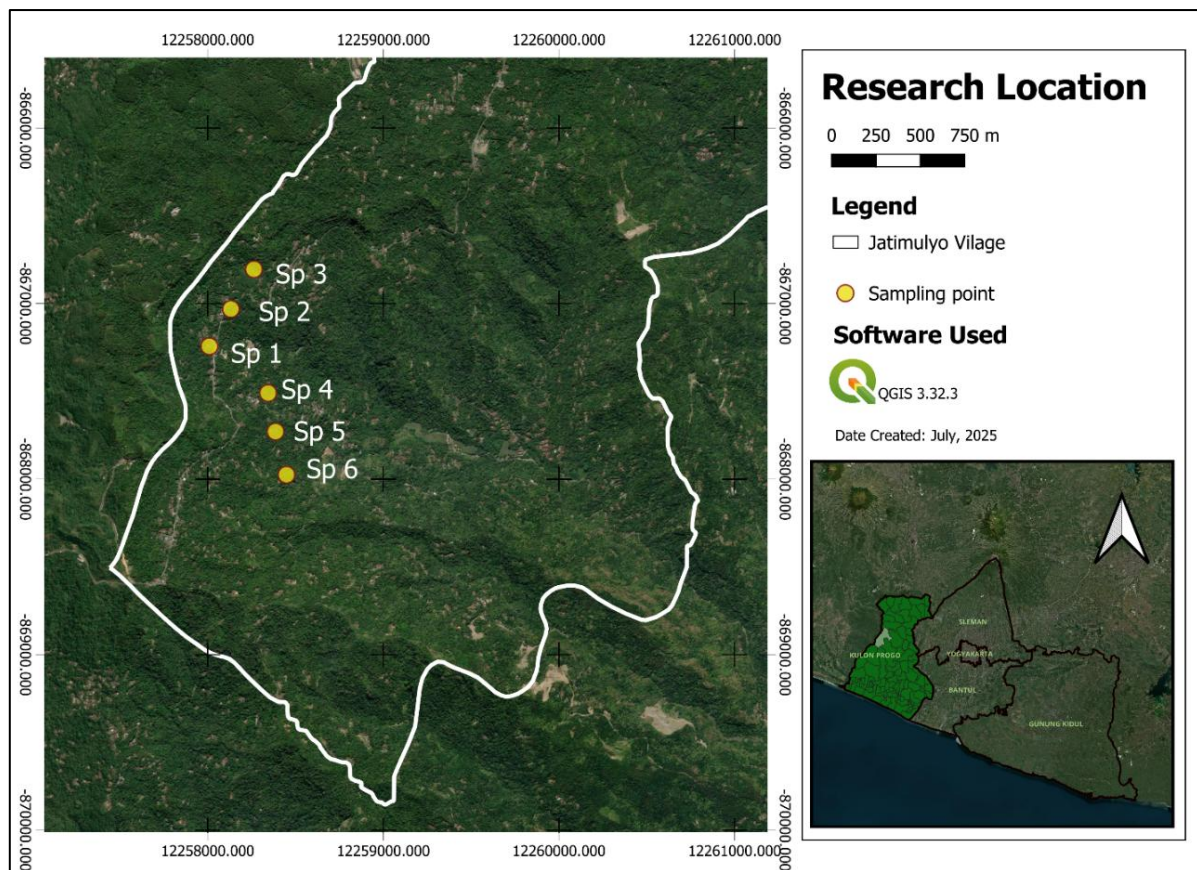 12258000.000 12259000.000 12260000.000 12261000.000
-866000.000 -866000.000
-867000.000 -867000.000
-868000.000 -868000.000
-869000.000 -869000.000
-870000.000 -870000.000
Sp 3
Sp 2
Sp 1
Sp 4
Sp 5
Sp 6
12258000.000 12259000.000 12260000.000 12261000.000
Research Location
0 250 500 750 m
Legend
Jatimulyo Vilage
Sampling point
Software Used
QGIS 3.32.3
Date Created: July, 2025
SLEMAN
KULON PROGO
YOGYAKARTA
BANTUL
GUNUNG KIDUL